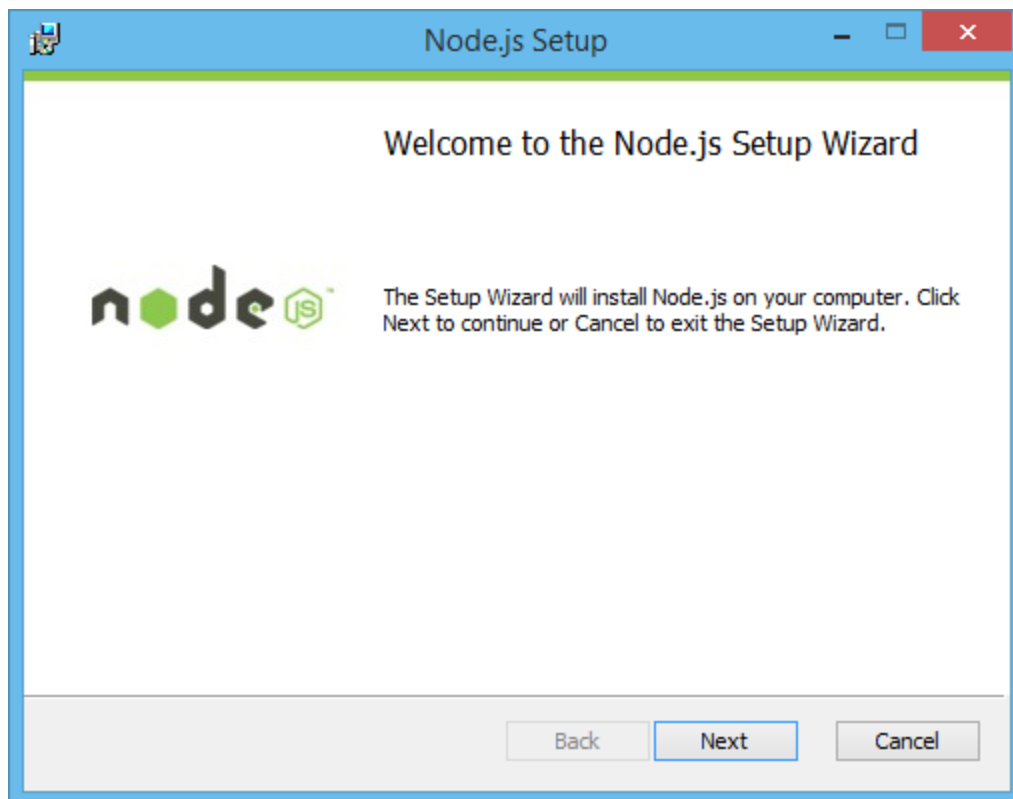 Node.js Setup
Welcome to the Node.js Setup Wizard
node JS™
The Setup Wizard will install Node.js on your computer. Click
Next to continue or Cancel to exit the Setup Wizard.
Back Next Cancel